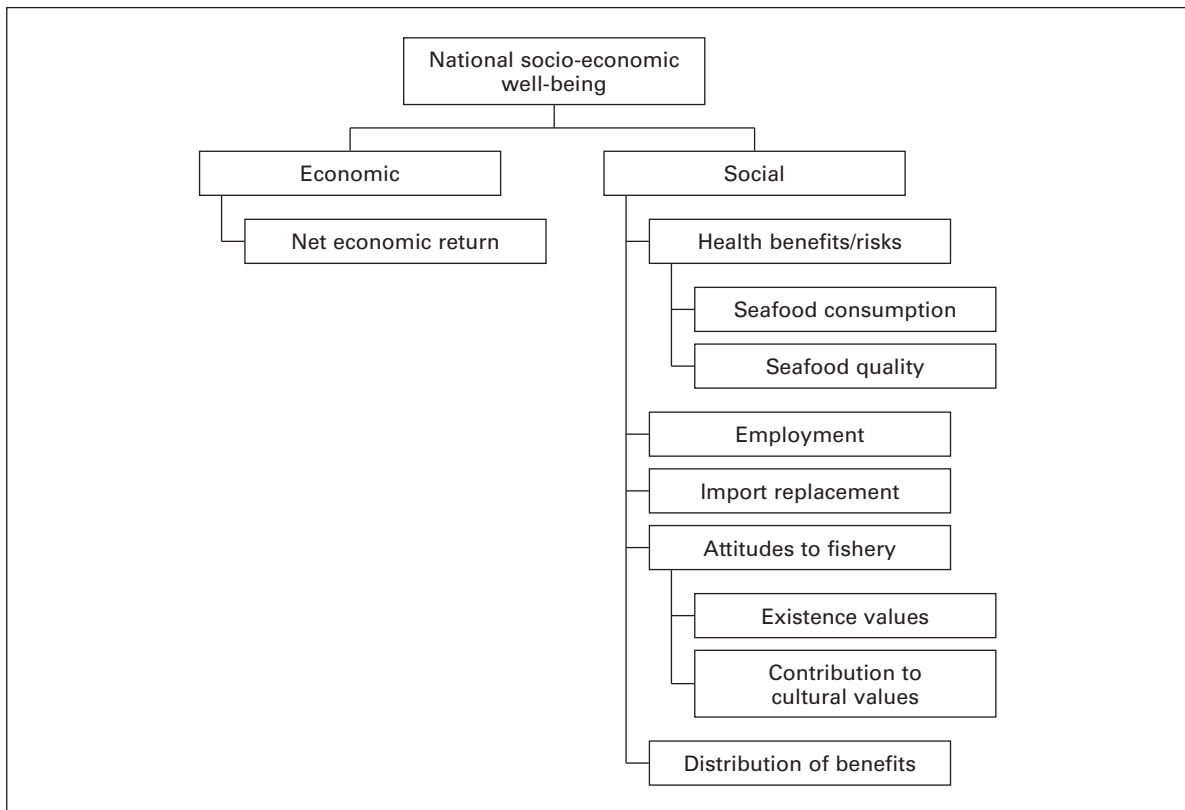 National socio-economic
well-being
Economic
Social
Net economic return
Health benefits/risks
Seafood consumption
Seafood quality
Employment
Import replacement
Attitudes to fishery
Existence values
Contribution to
cultural values
Distribution of benefits